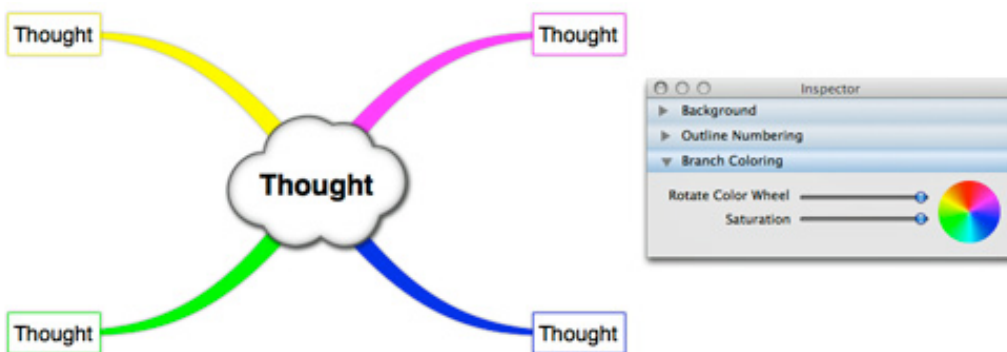 Thought
Thought
Thought
Thought
Thought
Inspector
Background
Outline Numbering
Branch Coloring
Rotate Color Wheel
Saturation